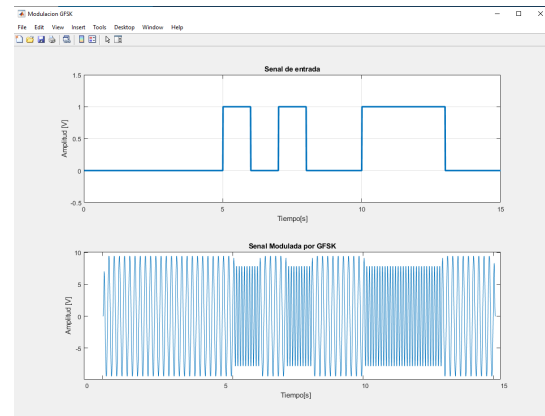 Modulacion GFSK
File Edit View Insert Tools Desktop Window Help
Senal de entrada
1.5
1
0.5
0
-0.5
Amplitud [V]
0 5 10 15
Tiempo[s]
Senal Modulada por GFSK
10
5
0
-5
Amplitud [V]
0 5 10 15
Tiempo[s]